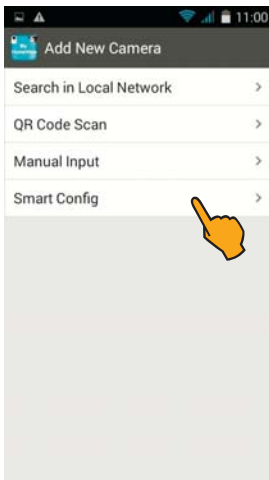 11:00
Add New Camera
Search in Local Network
QR Code Scan
Manual Input
Smart Config